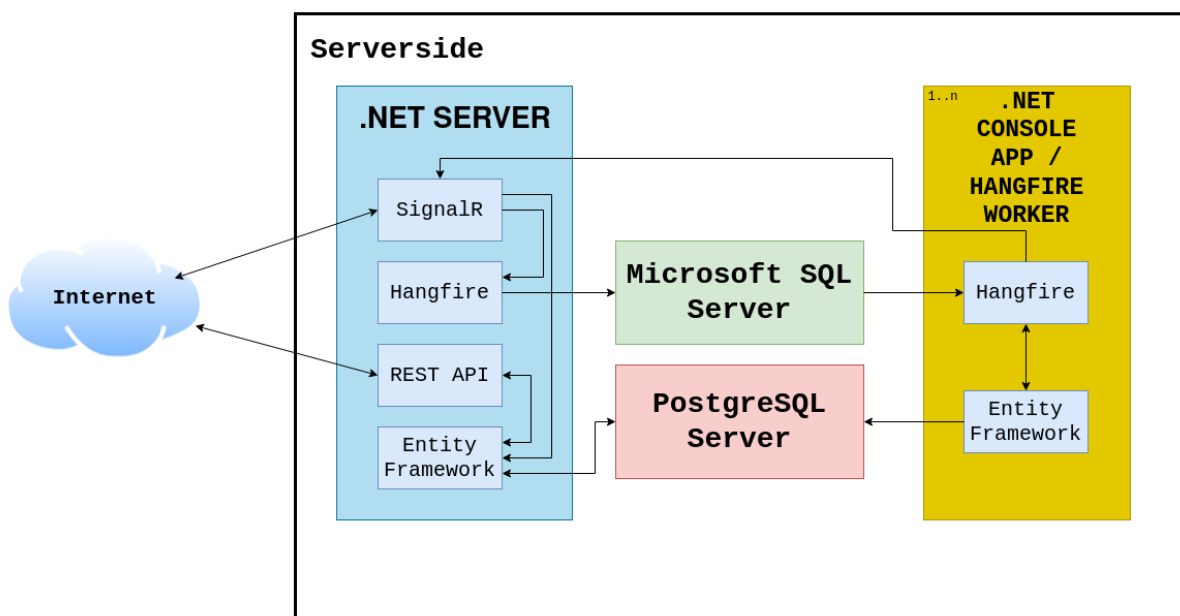 Serverside
.NET SERVER
1..n
.NET
CONSOLE
APP /
HANGFIRE
WORKER
SignalR
Internet
Hangfire
Microsoft SQL
Server
Hangfire
REST API
PostgreSQL
Server
Entity
Framework
Entity
Framework